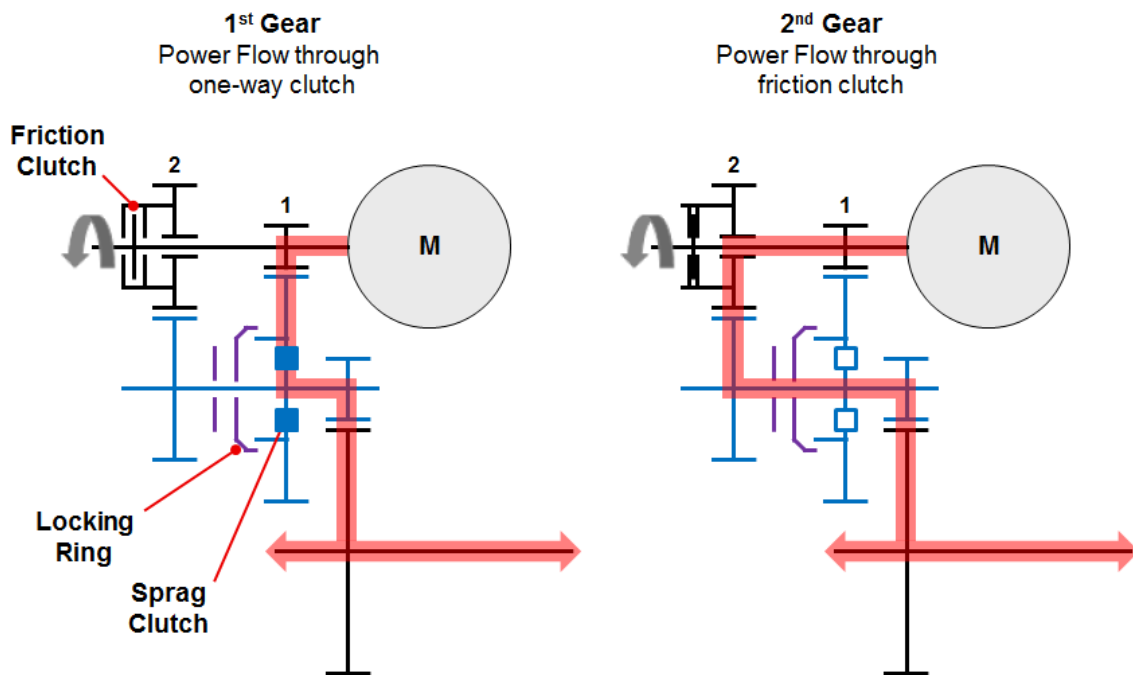 1st Gear
Power Flow through
one-way clutch
2nd Gear
Power Flow through
friction clutch
Friction
Clutch
2
1
M
2
1
M
Locking
Ring
Sprag
Clutch